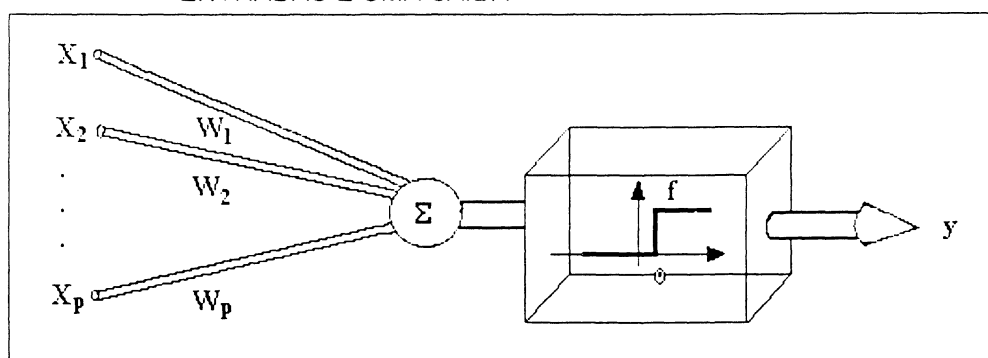 X1
W1
X2
W2
.
.
.
Xp
Wp
Σ
f
y